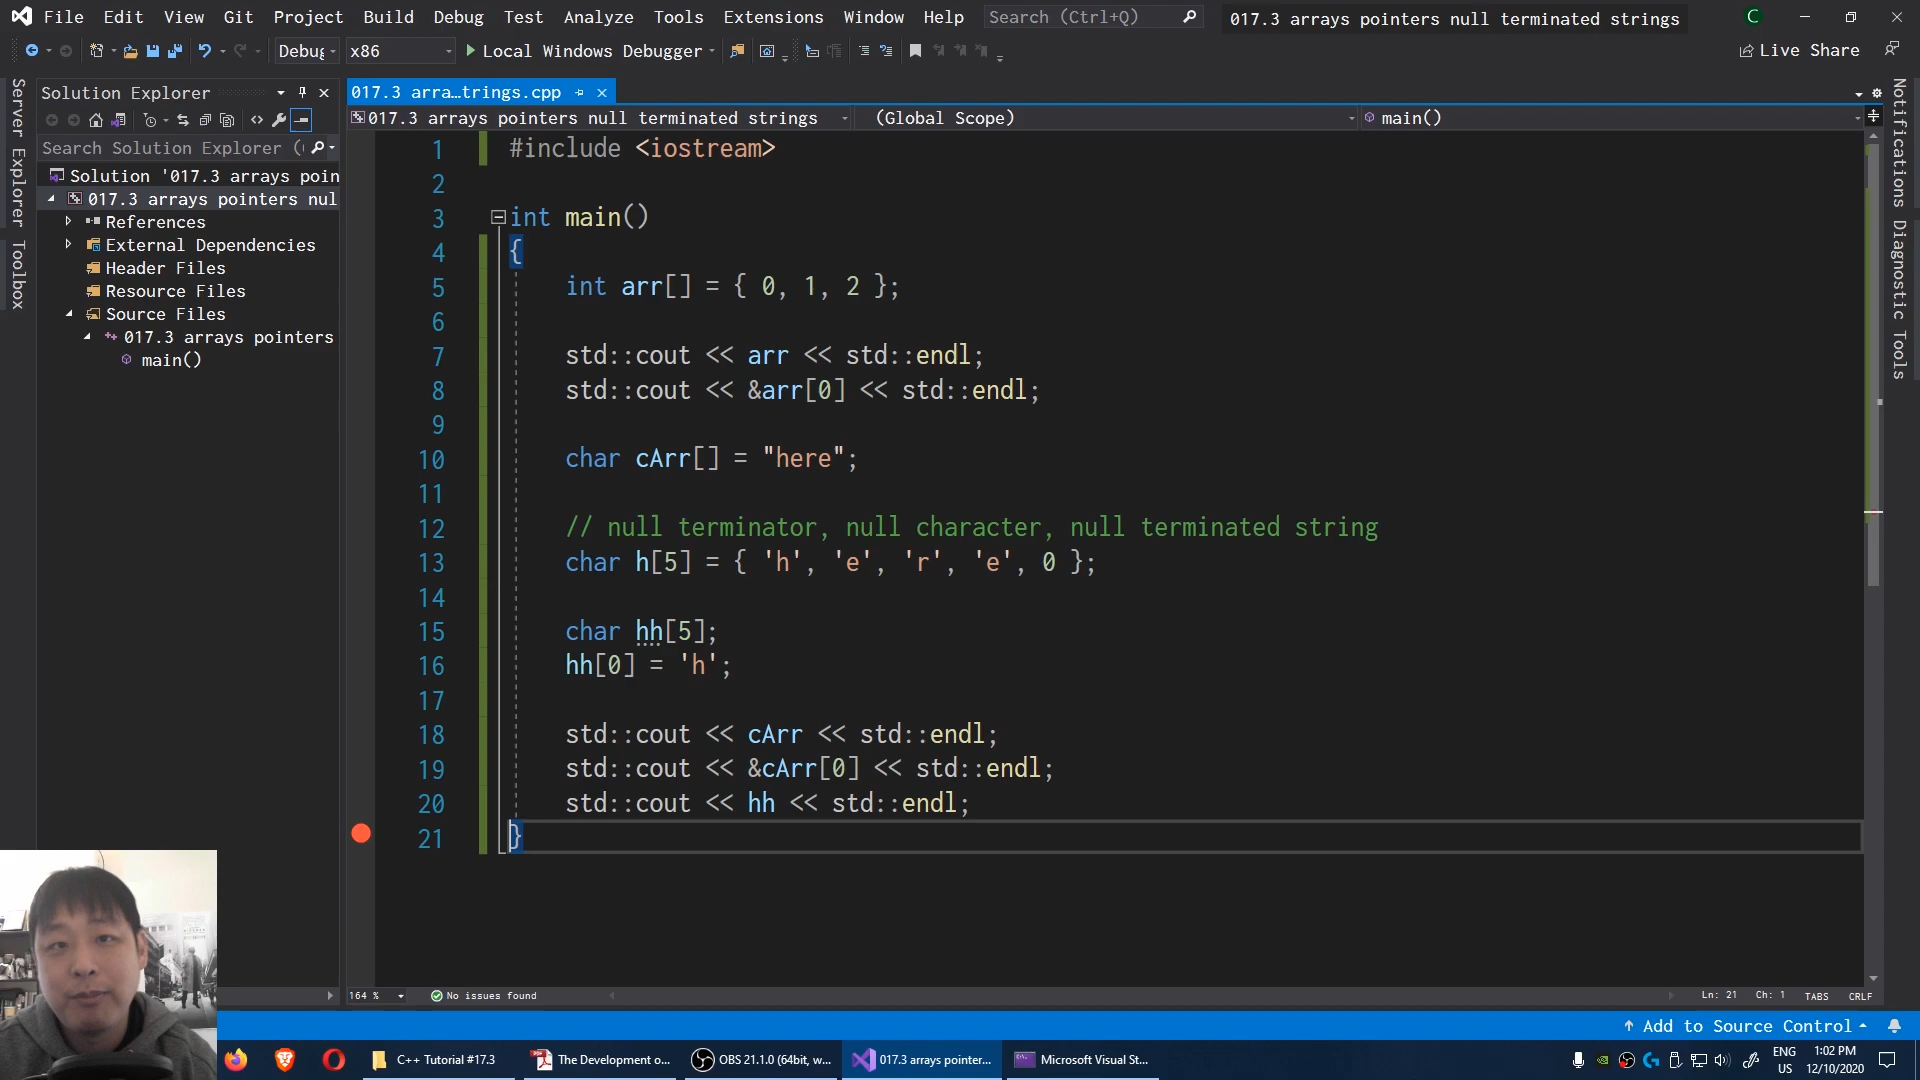 File Edit View Git Project Build Debug Test Analyze Tools Extensions Window Help Search (Ctrl+Q) 017.3 arrays pointers null terminated strings C
Debug x86 Local Windows Debugger Live Share
Server Explorer
Toolbox
Solution Explorer
Search Solution Explorer (
Solution '017.3 arrays poin
017.3 arrays pointers nul
References
External Dependencies
Header Files
Resource Files
Source Files
017.3 arrays pointers
main()
017.3 arra…trings.cpp
017.3 arrays pointers null terminated strings (Global Scope) main()
1 #include <iostream>
2
3 int main()
4 {
5 int arr[] = { 0, 1, 2 };
6
7 std::cout << arr << std::endl;
8 std::cout << &arr[0] << std::endl;
9
10 char cArr[] = "here";
11
12 // null terminator, null character, null terminated string
13 char h[5] = { 'h', 'e', 'r', 'e', 0 };
14
15 char hh[5];
16 hh[0] = 'h';
17
18 std::cout << cArr << std::endl;
19 std::cout << &cArr[0] << std::endl;
20 std::cout << hh << std::endl;
21 }
Notifications
Diagnostic Tools
164 % No issues found Ln: 21 Ch: 1 TABS CRLF
Add to Source Control
C++ Tutorial #17.3 The Development o... OBS 21.1.0 (64bit, w... 017.3 arrays pointer... Microsoft Visual St...
ENG
US
1:02 PM
12/10/2020